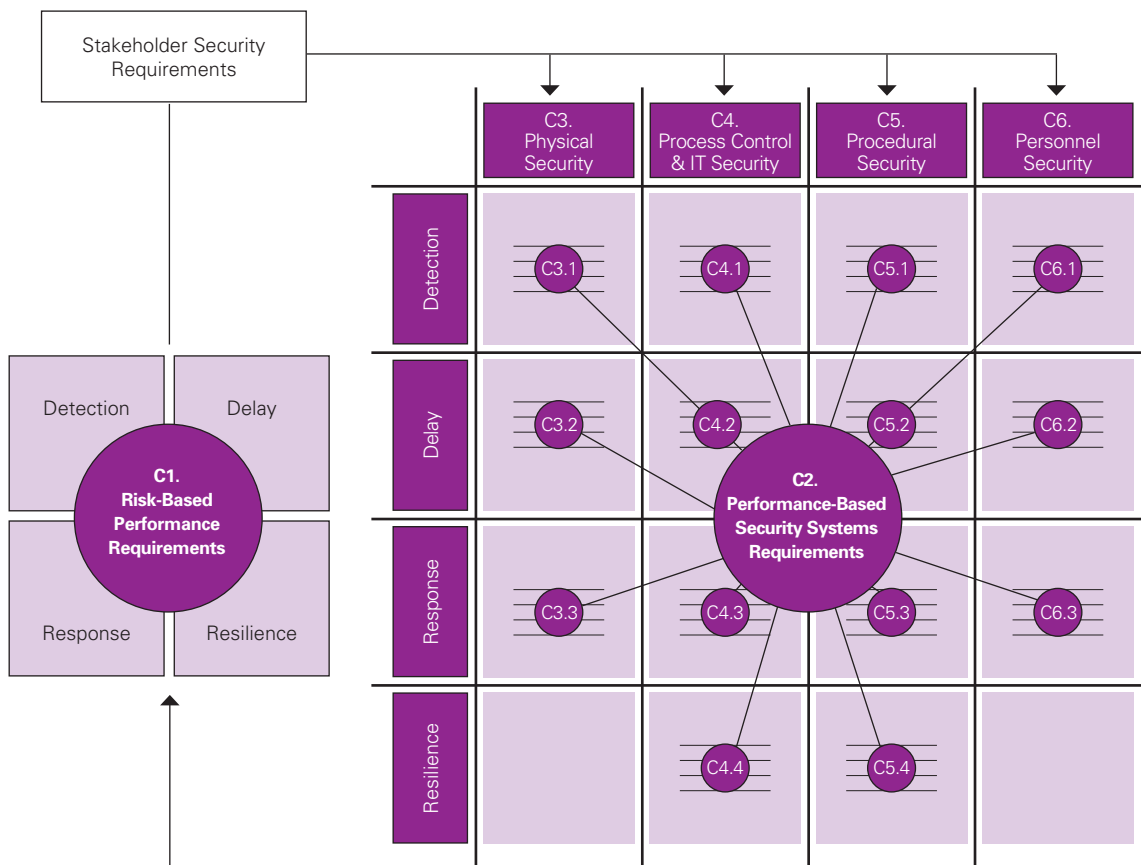 Stakeholder Security
Requirements
C3.
Physical
Security
C4.
Process Control
& IT Security
C5.
Procedural
Security
C6.
Personnel
Security
Detection
C3.1
C4.1
C5.1
C6.1
Detection
Delay
C1.
Risk-Based
Performance
Requirements
Response
Resilience
Delay
C3.2
C4.2
C5.2
C6.2
C2.
Performance-Based
Security Systems
Requirements
Response
C3.3
C4.3
C5.3
C6.3
Resilience
C4.4
C5.4